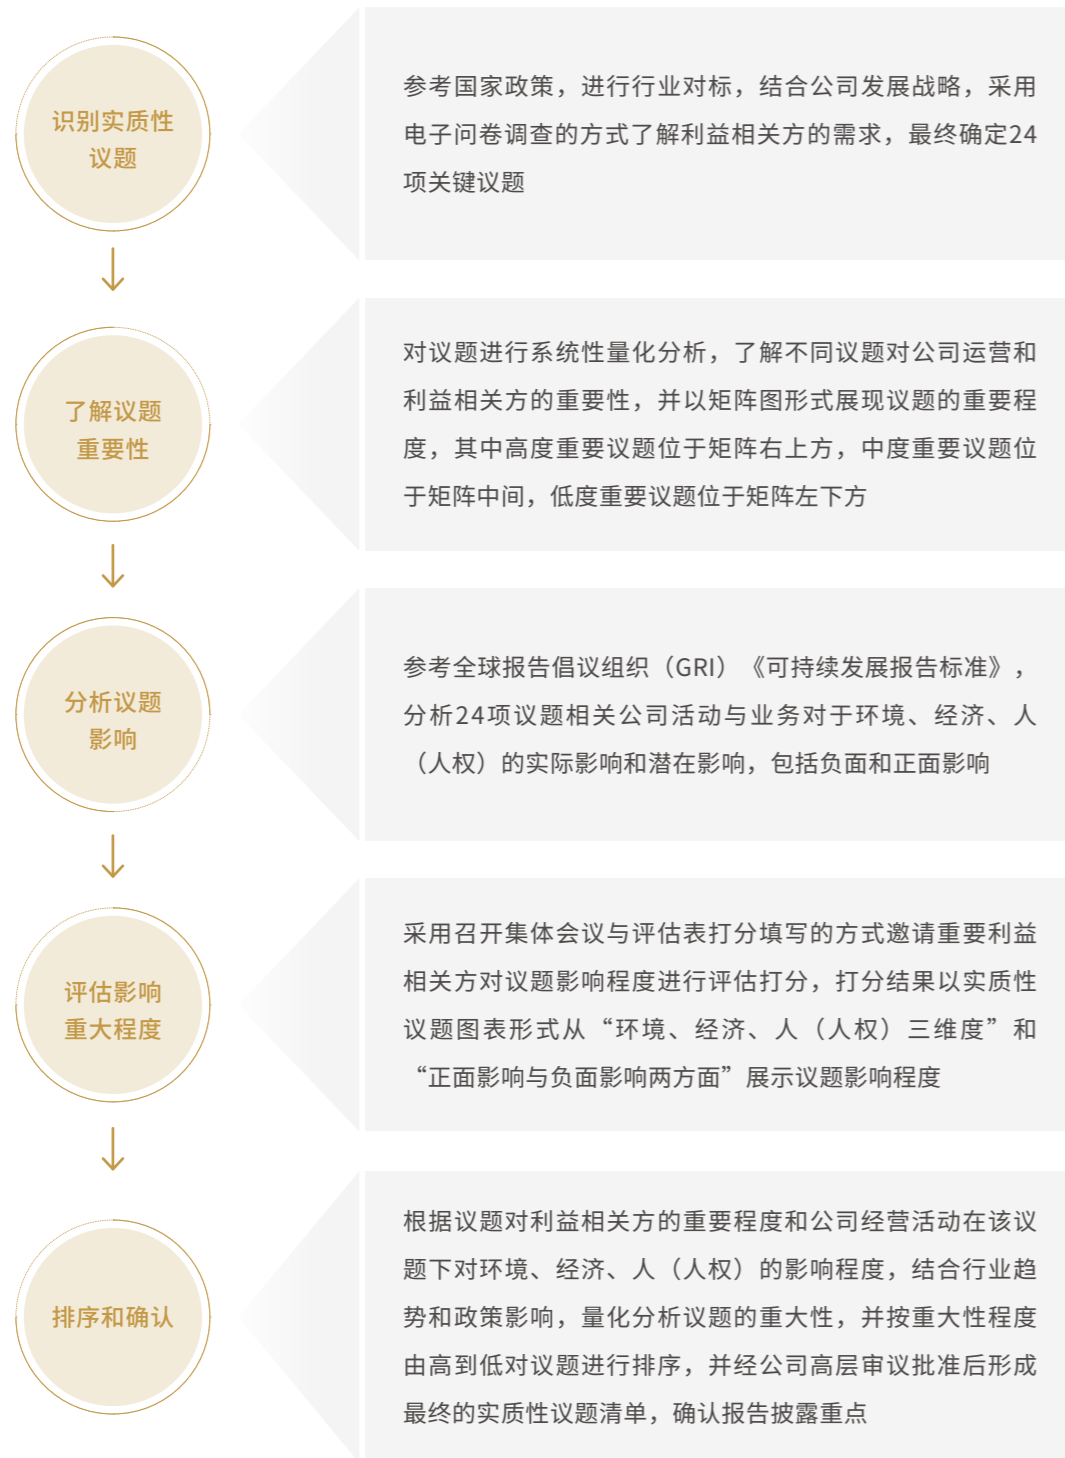 识别实质性
议题
参考国家政策，进行行业对标，结合公司发展战略，采用
电子问卷调查的方式了解利益相关方的需求，最终确定24
项关键议题
了解议题
重要性
对议题进行系统性量化分析，了解不同议题对公司运营和
利益相关方的重要性，并以矩阵图形式展现议题的重要程
度，其中高度重要议题位于矩阵右上方，中度重要议题位
于矩阵中间，低度重要议题位于矩阵左下方
分析议题
影响
参考全球报告倡议组织（GRI）《可持续发展报告标准》，
分析24项议题相关公司活动与业务对于环境、经济、人
（人权）的实际影响和潜在影响，包括负面和正面影响
评估影响
重大程度
采用召开集体会议与评估表打分填写的方式邀请重要利益
相关方对议题影响程度进行评估打分，打分结果以实质性
议题图表形式从“环境、经济、人（人权）三维度”和
“正面影响与负面影响两方面”展示议题影响程度
排序和确认
根据议题对利益相关方的重要程度和公司经营活动在该议
题下对环境、经济、人（人权）的影响程度，结合行业趋
势和政策影响，量化分析议题的重大性，并按重大性程度
由高到低对议题进行排序，并经公司高层审议批准后形成
最终的实质性议题清单，确认报告披露重点